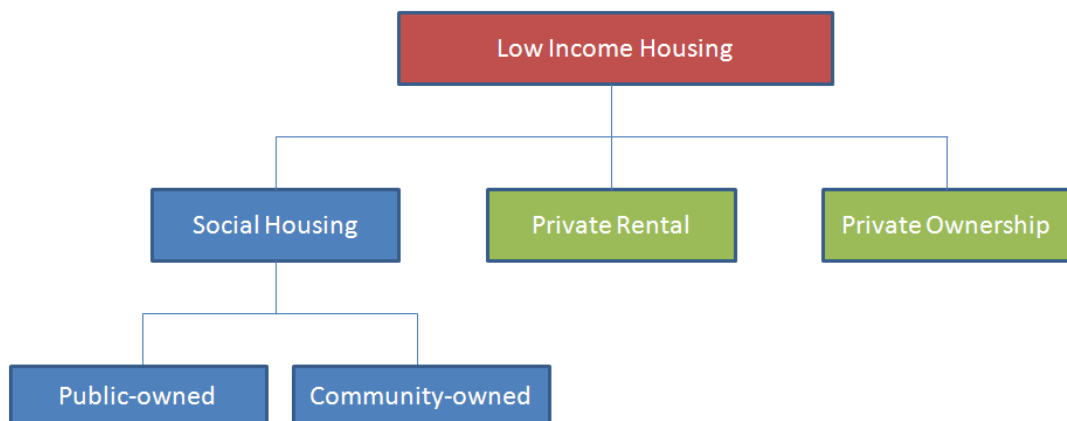 Low Income Housing
Social Housing
Private Rental
Private Ownership
Public-owned
Community-owned